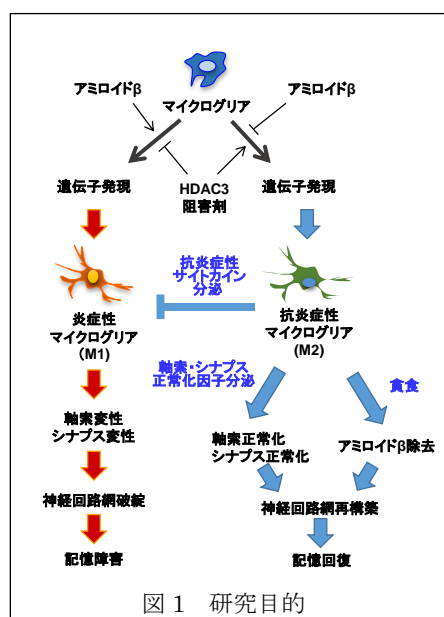 アミロイドβ
アミロイドβ
マイクログリア
遺伝子発現
HDAC3
阻害剤
遺伝子発現
抗炎症性
サイトカイン
分泌
炎症性
マイクログリア
(M1)
抗炎症性
マイクログリア
(M2)
軸索・シナプス
正常化因子分泌
貪食
軸索変性
シナプス変性
軸索正常化
シナプス正常化
アミロイドβ除去
神経回路網破綻
神経回路網再構築
記憶障害
記憶回復
図1 研究目的